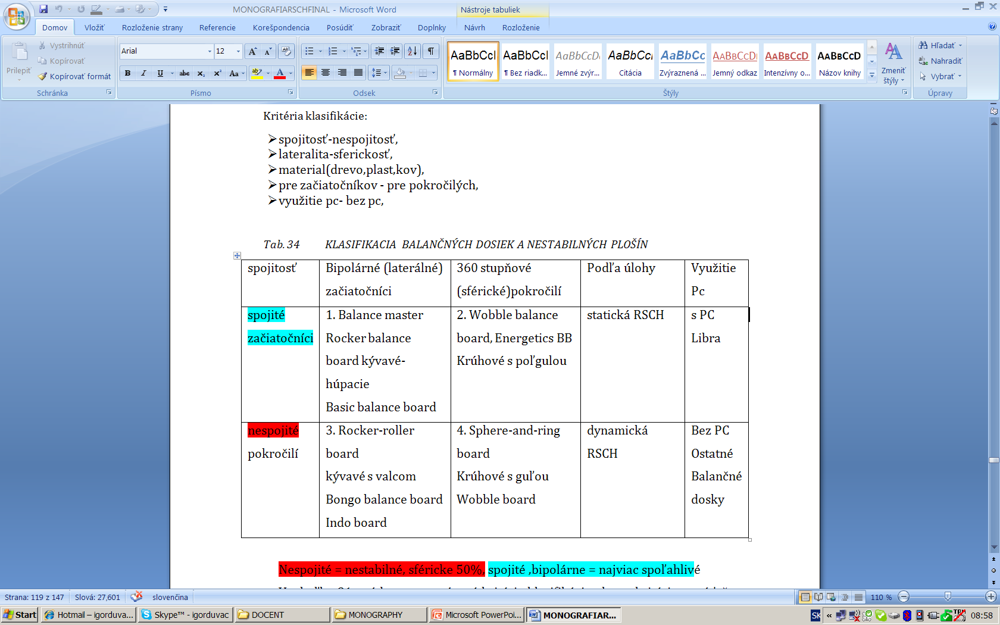 MONOGRAFIARSCHFINAL - Microsoft Word
Nástroje tabuliek
Domov Vložiť Rozloženie strany Referencie Korešpondencia Posúdiť Zobraziť Doplnky Návrh Rozloženie
Prilepiť
Vystrihnúť
Kopírovať
Kopírovať formát
Schránka
Arial 12
Písmo
Odsek
AaBbCcI AaBbCcI AaBbCcD AaBbCcI AaBbCc AABBCCD AABBCCD AABBCCD
¶ Normálny ¶ Bez riadk... Jemné zvýr... Citácia Zvýraznená ... Jemný odkaz Intenzívny o... Názov knihy
Štýly
Zmeniť
štýly
Hľadať
Nahradiť
Vybrať
Úpravy
Kritéria klasifikácie:
➢spojitosť-nespojitosť,
➢lateralita-sferickosť,
➢material(drevo,plast,kov),
➢pre začiatočníkov - pre pokročilých,
➢využitie pc- bez pc,
Tab. 34 KLASIFIKACIA BALANČNÝCH DOSIEK A NESTABILNÝCH PLOŠÍN
spojitosť
Bipolárné (laterálné)
začiatočníci
360 stupňové
(sférické)pokročilí
Podľa úlohy
Využitie
Pc
spojité
začiatočníci
1. Balance master
Rocker balance
board kývavé-
húpacie
Basic balance board
2. Wobble balance
board, Energetics BB
Krúhové s poľgulou
statická RSCH
s PC
Libra
nespojité
pokročilí
3. Rocker-roller
board
kývavé s valcom
Bongo balance board
Indo board
4. Sphere-and-ring
board
Krúhové s guľou
Wobble board
dynamická
RSCH
Bez PC
Ostatné
Balančné
dosky
Nespojité = nestabilné, sféricke 50%, spojité ,bipolárne = najviac spoľahlivé
Strana: 119 z 147 Slová: 27,601 slovenčina 110 %
Start Hotmail – igorduva... Skype™ - igorduvac DOCENT MONOGRAPHY Microsoft PowerPoi... MONOGRAFIAR... SK « 08:58